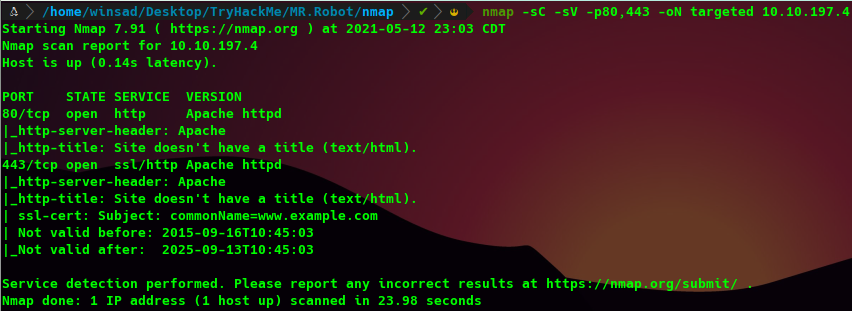 /home/winsad/Desktop/TryHackMe/MR.Robot/nmap > ✔ > nmap -sC -sV -p80,443 -oN targeted 10.10.197.4
Starting Nmap 7.91 ( https://nmap.org ) at 2021-05-12 23:03 CDT
Nmap scan report for 10.10.197.4
Host is up (0.14s latency).
PORT    STATE SERVICE  VERSION
80/tcp  open  http     Apache httpd
|_http-server-header: Apache
|_http-title: Site doesn't have a title (text/html).
443/tcp open  ssl/http Apache httpd
|_http-server-header: Apache
|_http-title: Site doesn't have a title (text/html).
| ssl-cert: Subject: commonName=www.example.com
| Not valid before: 2015-09-16T10:45:03
|_Not valid after:  2025-09-13T10:45:03
Service detection performed. Please report any incorrect results at https://nmap.org/submit/ .
Nmap done: 1 IP address (1 host up) scanned in 23.98 seconds